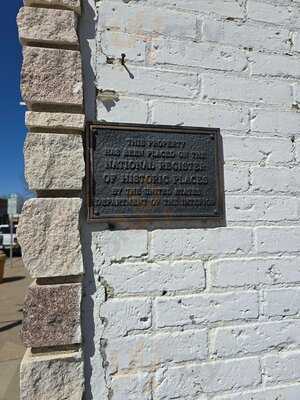 THIS PROPERTY
HAS BEEN PLACED ON THE
NATIONAL REGISTER
OF HISTORIC PLACES
BY THE UNITED STATES
DEPARTMENT OF THE INTERIOR